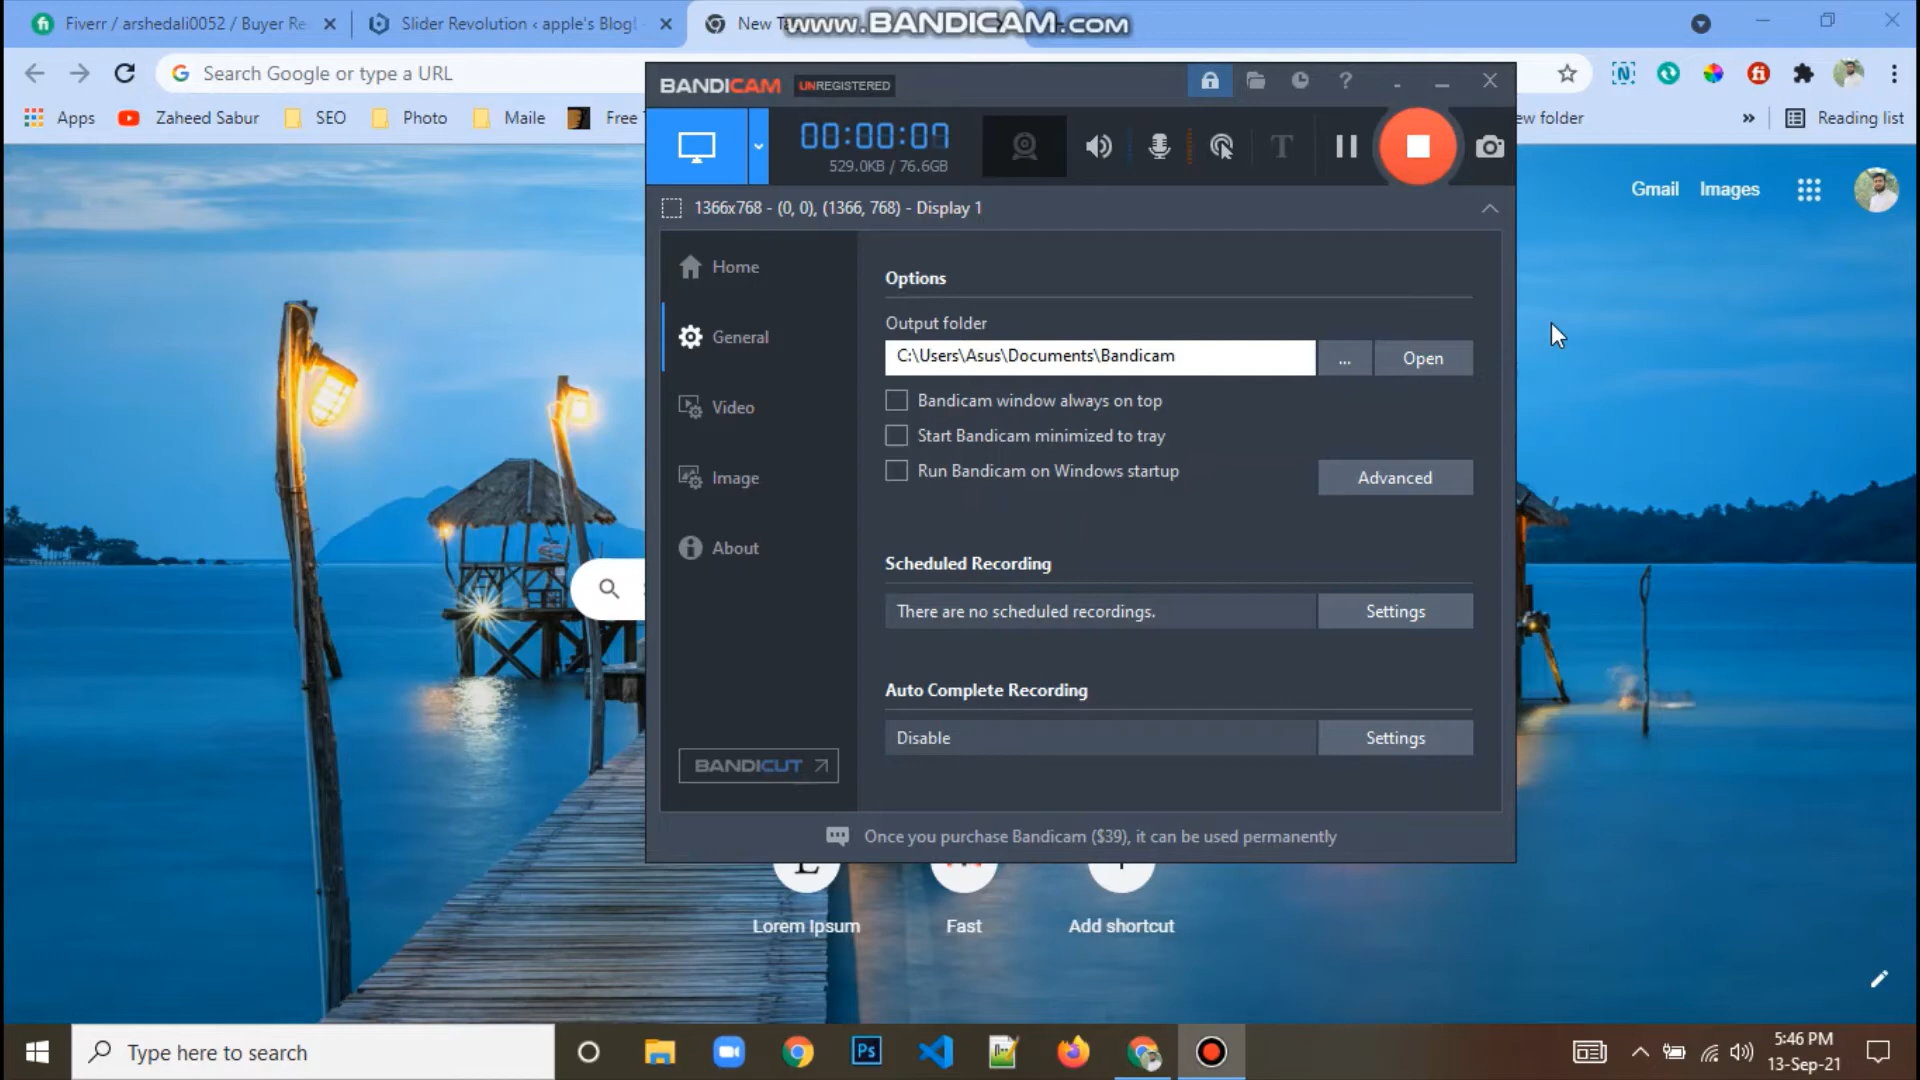 Fiverr / arshedali0052 / Buyer Re
Slider Revolution ‹ apple's Blog!
New Ta
www.BANDICAM.com
Search Google or type a URL
Apps
Zaheed Sabur
SEO
Photo
Maile
Free
ew folder
»
Reading list
BANDICAM
UNREGISTERED
00:00:07
529.0KB / 76.6GB
1366x768 - (0, 0), (1366, 768) - Display 1
Gmail
Images
Home
General
Video
Image
About
BANDICUT
Options
Output folder
C:\Users\Asus\Documents\Bandicam
...
Open
Bandicam window always on top
Start Bandicam minimized to tray
Run Bandicam on Windows startup
Advanced
Scheduled Recording
There are no scheduled recordings.
Settings
Auto Complete Recording
Disable
Settings
Once you purchase Bandicam ($39), it can be used permanently
Lorem Ipsum
Fast
Add shortcut
Type here to search
Ps
5:46 PM
13-Sep-21